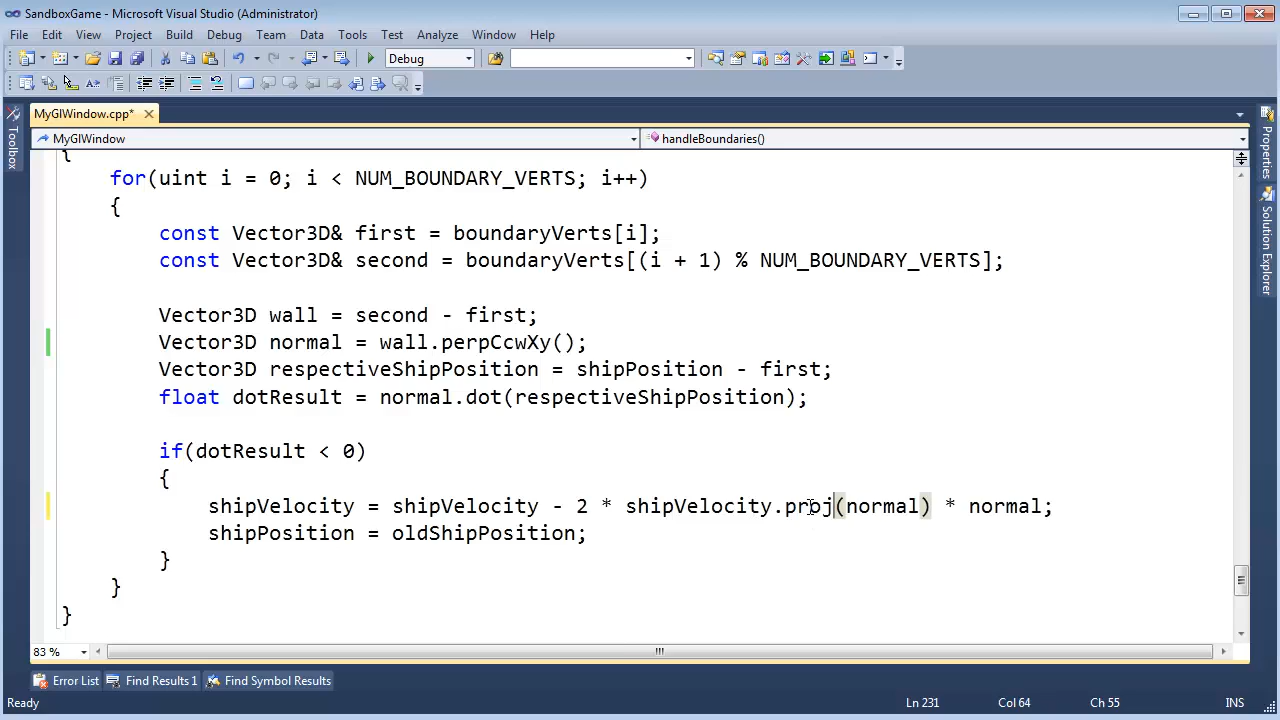 SandboxGame - Microsoft Visual Studio (Administrator)
File Edit View Project Build Debug Team Data Tools Test Analyze Window Help
Debug
MyGlWindow.cpp*
MyGlWindow handleBoundaries()
{
for(uint i = 0; i < NUM_BOUNDARY_VERTS; i++)
{
const Vector3D& first = boundaryVerts[i];
const Vector3D& second = boundaryVerts[(i + 1) % NUM_BOUNDARY_VERTS];
Vector3D wall = second - first;
Vector3D normal = wall.perpCcwXy();
Vector3D respectiveShipPosition = shipPosition - first;
float dotResult = normal.dot(respectiveShipPosition);
if(dotResult < 0)
{
shipVelocity = shipVelocity - 2 * shipVelocity.proj(normal) * normal;
shipPosition = oldShipPosition;
}
}
}
83 %
Error List Find Results 1 Find Symbol Results
Ready Ln 231 Col 64 Ch 55 INS
Toolbox
Properties
Solution Explorer